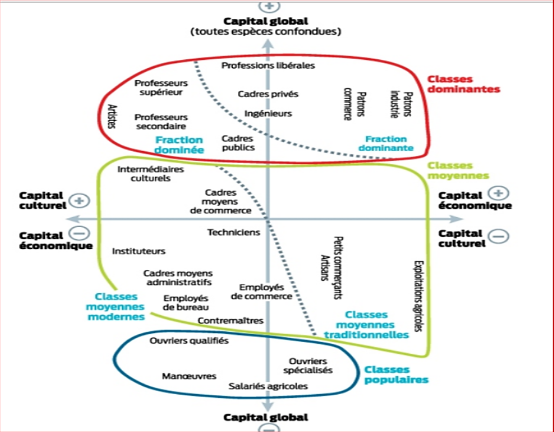 +
Capital global
(toutes espèces confondues)
Professions libérales
Classes
dominantes
Professeurs
supérieur
Cadres privés
Patrons
commerce
Patrons
industrie
Artistes
Ingénieurs
Professeurs
secondaire
Fraction
dominée
Cadres
publics
Fraction
dominante
Classes
moyennes
Intermédiaires
culturels
Cadres
moyens
de commerce
Capital
culturel +
Capital
économique +
Capital
économique −
Capital
culturel −
Techniciens
Instituteurs
Petits commerçants
Artisans
Exploitations agricoles
Cadres moyens
administratifs
Employés
de commerce
Classes
moyennes
modernes
Employés
de bureau
Contremaîtres
Classes
moyennes
traditionnelles
Ouvriers qualifiés
Ouvriers
spécialisés
Classes
populaires
Manœuvres
Salariés agricoles
Capital global
−